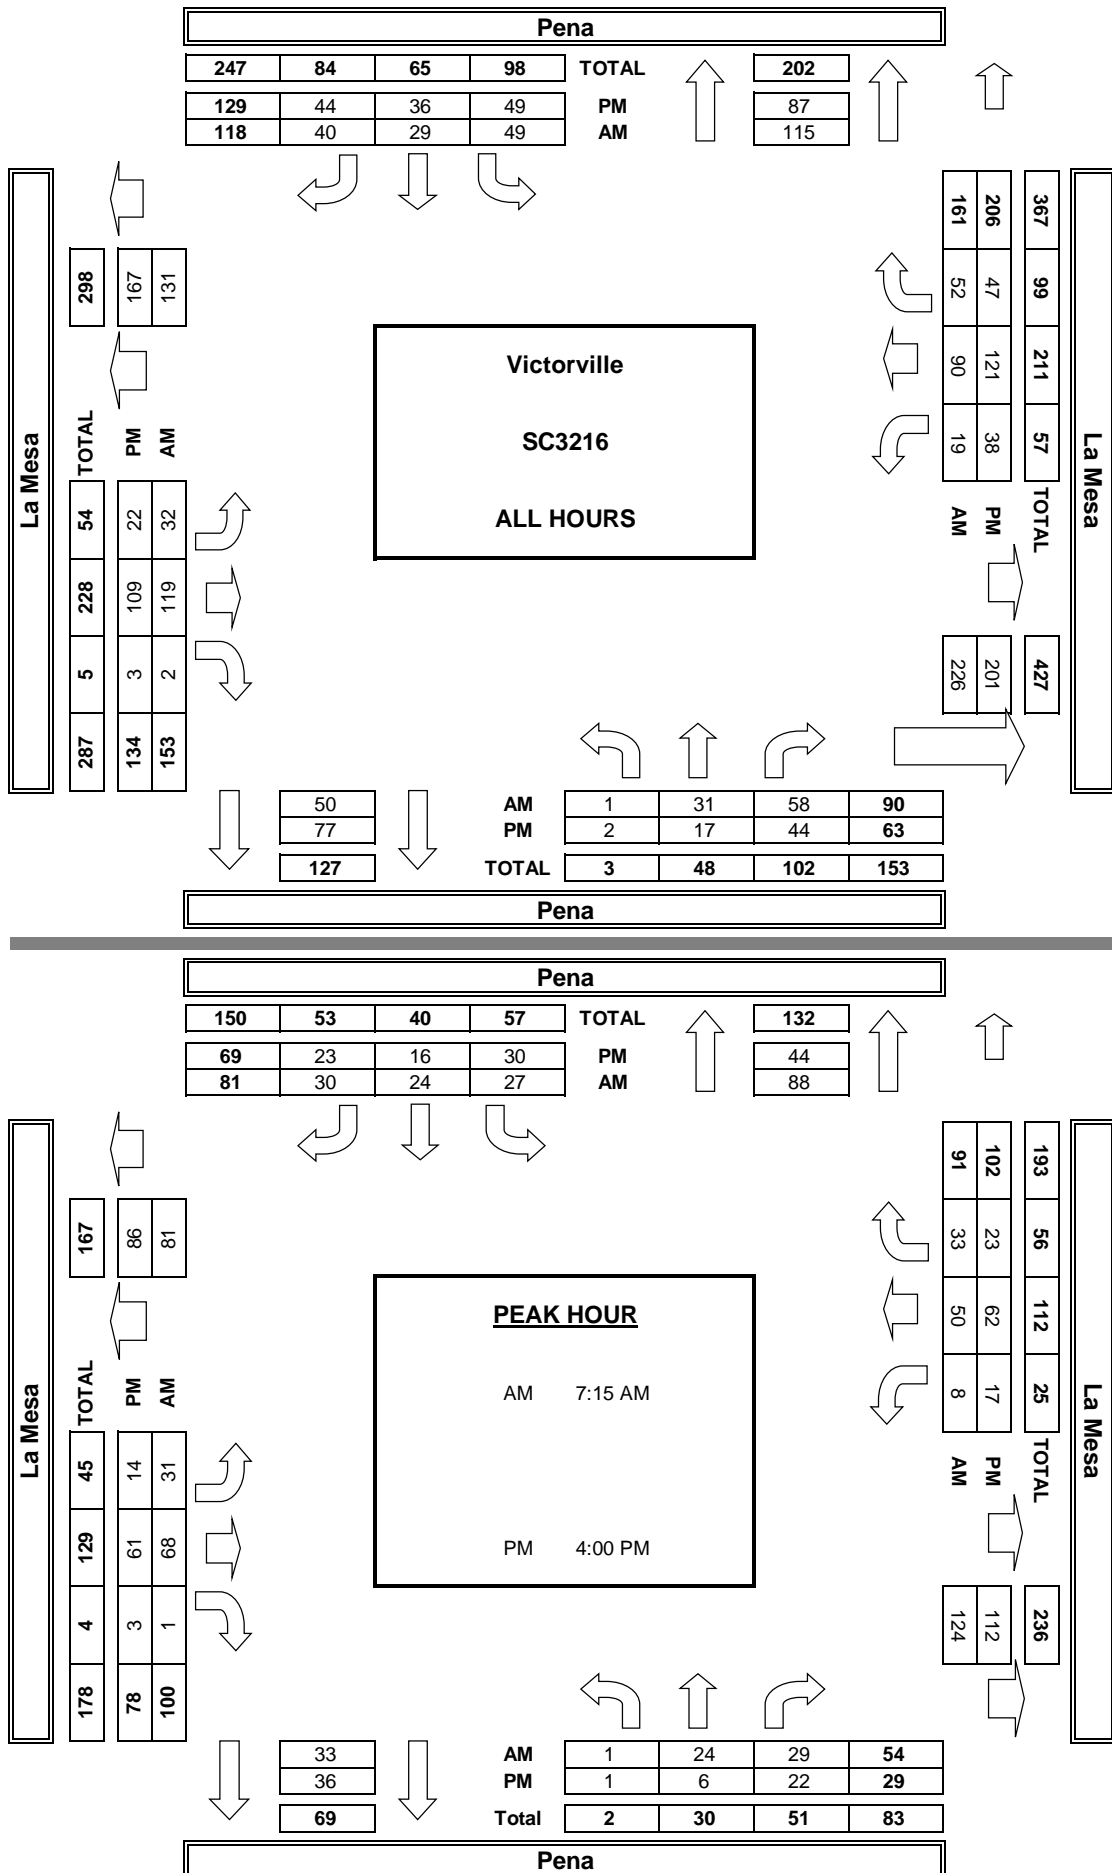 Pena
247 84 65 98 TOTAL 202
129 44 36 49 PM 87
118 40 29 49 AM 115
La Mesa
298 167 131
TOTAL PM AM
54 22 32
228 109 119
5 3 2
287 134 153
Victorville
SC3216
ALL HOURS
161 206 367
52 47 99
90 121 211
19 38 57
AM PM TOTAL
226 201 427
La Mesa
50 AM 1 31 58 90
77 PM 2 17 44 63
127 TOTAL 3 48 102 153
Pena
Pena
150 53 40 57 TOTAL 132
69 23 16 30 PM 44
81 30 24 27 AM 88
La Mesa
167 86 81
TOTAL PM AM
45 14 31
129 61 68
4 3 1
178 78 100
PEAK HOUR
AM 7:15 AM
PM 4:00 PM
91 102 193
33 23 56
50 62 112
8 17 25
AM PM TOTAL
124 112 236
La Mesa
33 AM 1 24 29 54
36 PM 1 6 22 29
69 Total 2 30 51 83
Pena